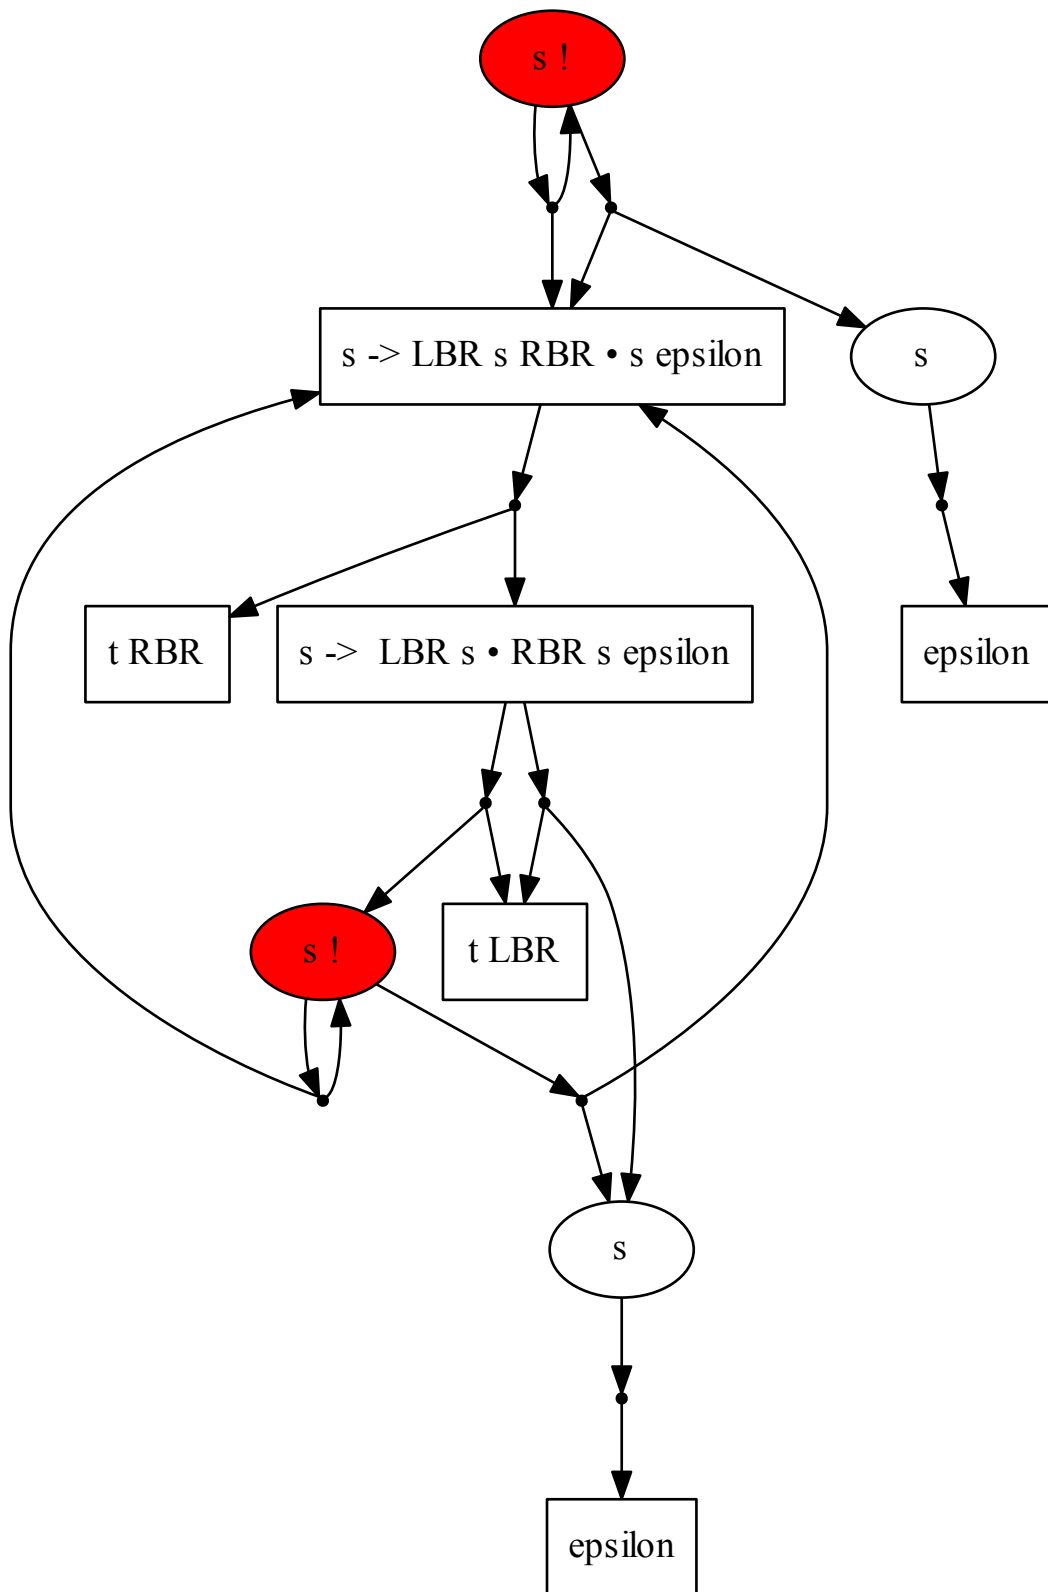 s !
s -> LBR s RBR • s epsilon
s
t RBR
s ->  LBR s • RBR s epsilon
epsilon
s !
t LBR
s
epsilon